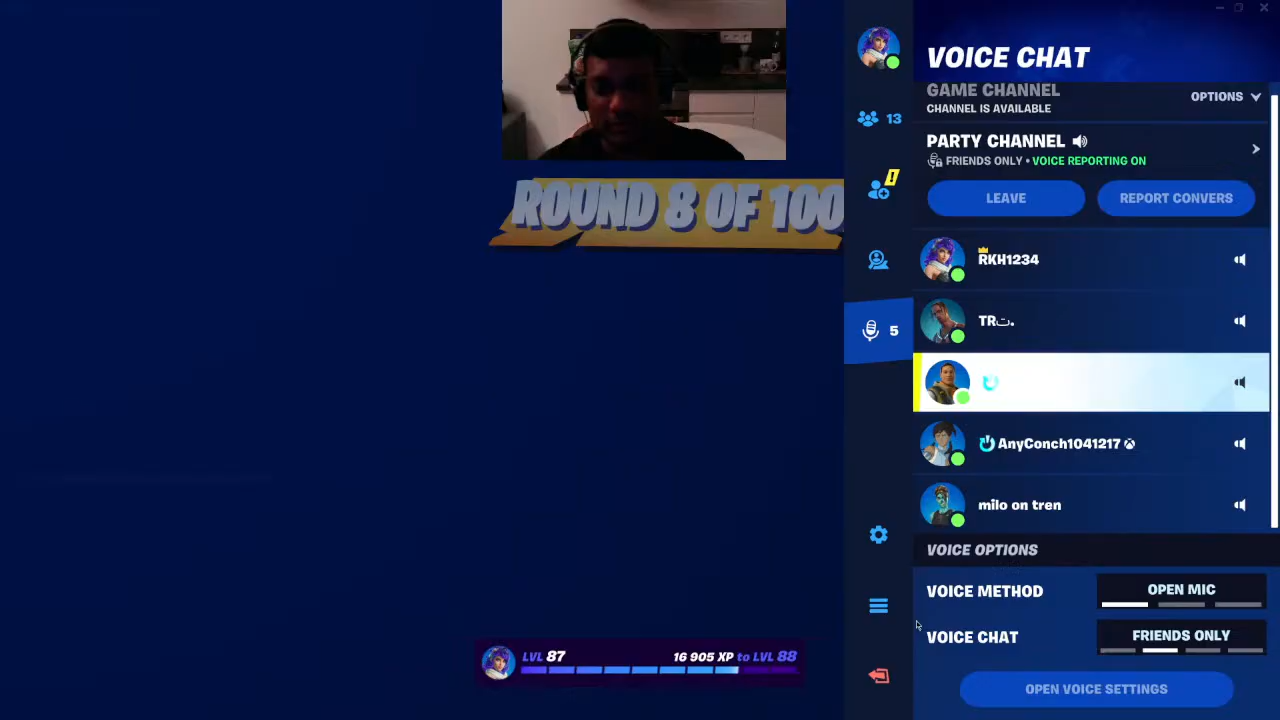 VOICE CHAT
GAME CHANNEL
CHANNEL IS AVAILABLE
OPTIONS
13
PARTY CHANNEL
FRIENDS ONLY • VOICE REPORTING ON
LEAVE
REPORT CONVERS
ROUND 8 OF 100
RKH1234
TRت.
5
AnyConch1041217
milo on tren
VOICE OPTIONS
VOICE METHOD
OPEN MIC
VOICE CHAT
FRIENDS ONLY
LVL 87
16 905 XP to LVL 88
OPEN VOICE SETTINGS